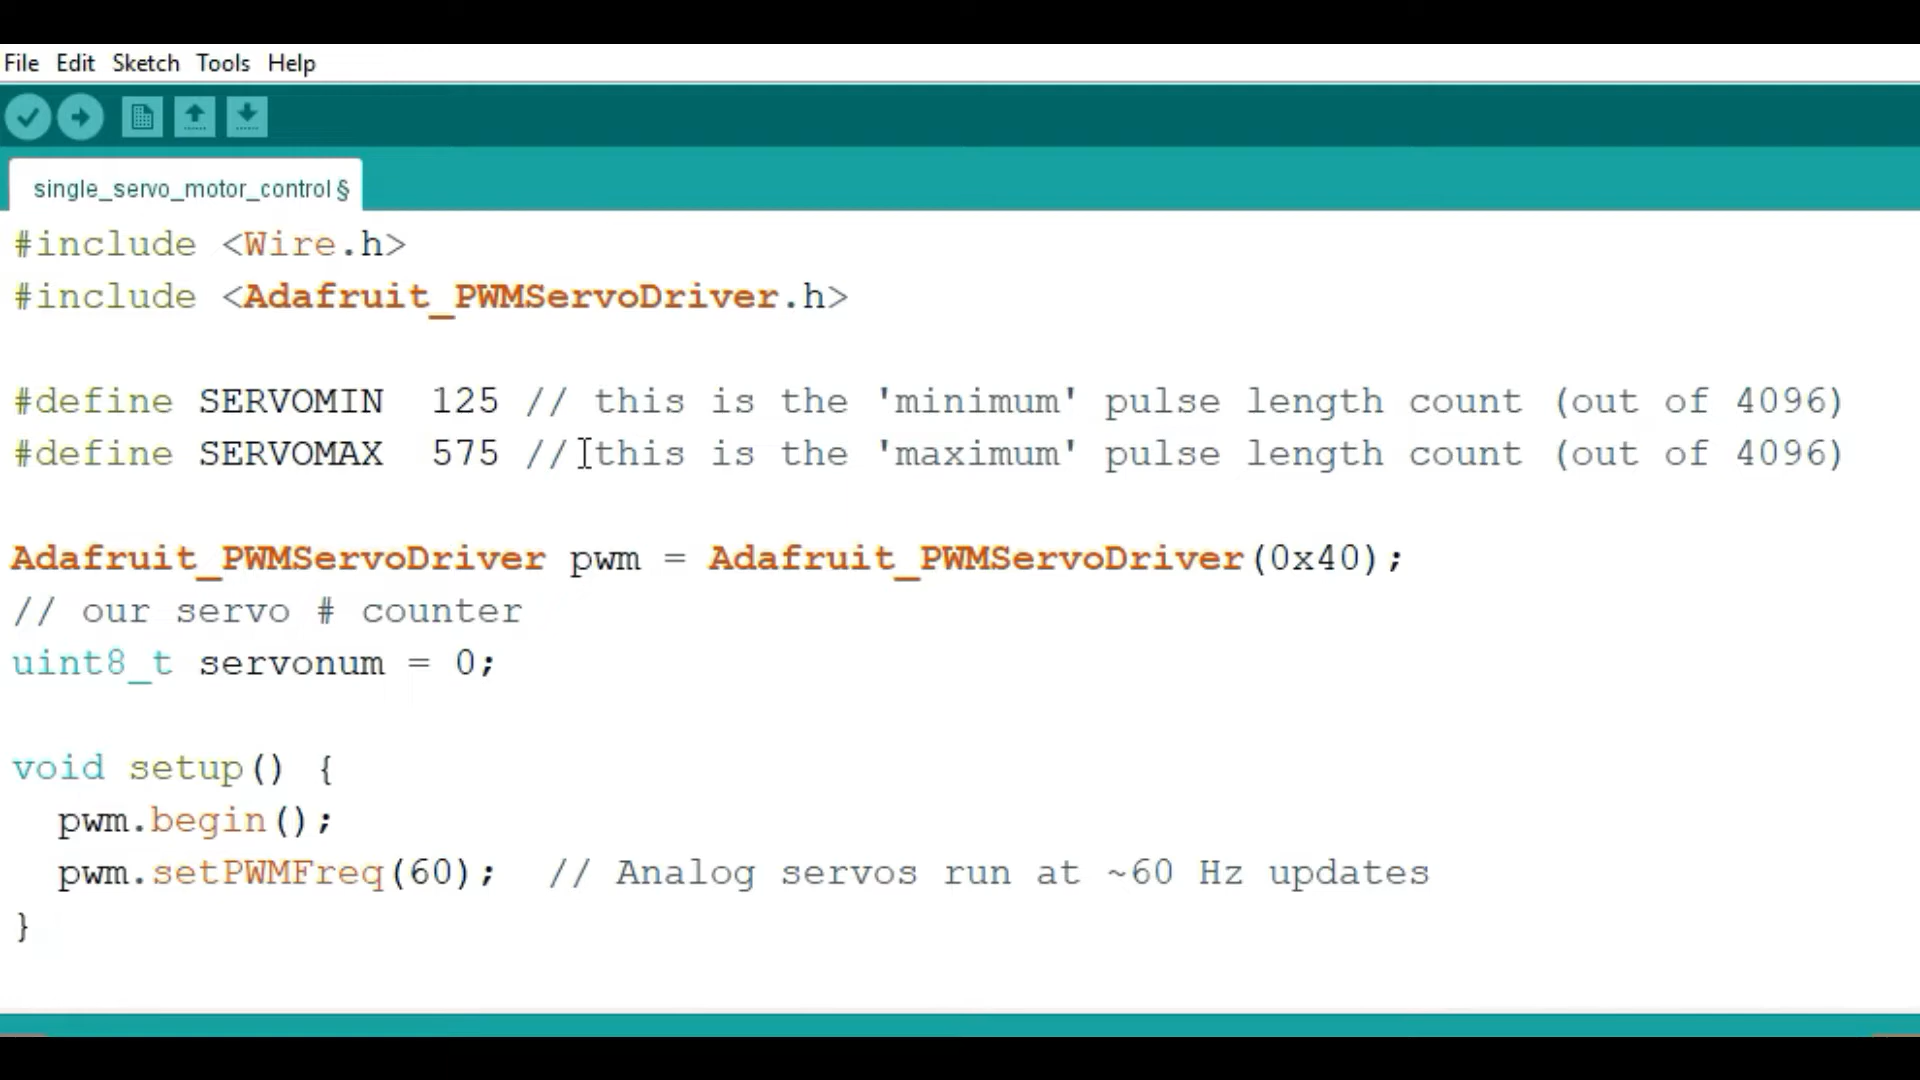 File Edit Sketch Tools Help
single_servo_motor_control §
#include <Wire.h>
#include <Adafruit_PWMServoDriver.h>
#define SERVOMIN  125 // this is the 'minimum' pulse length count (out of 4096)
#define SERVOMAX  575 // this is the 'maximum' pulse length count (out of 4096)
Adafruit_PWMServoDriver pwm = Adafruit_PWMServoDriver(0x40);
// our servo # counter
uint8_t servonum = 0;
void setup() {
  pwm.begin();
  pwm.setPWMFreq(60);  // Analog servos run at ~60 Hz updates
}